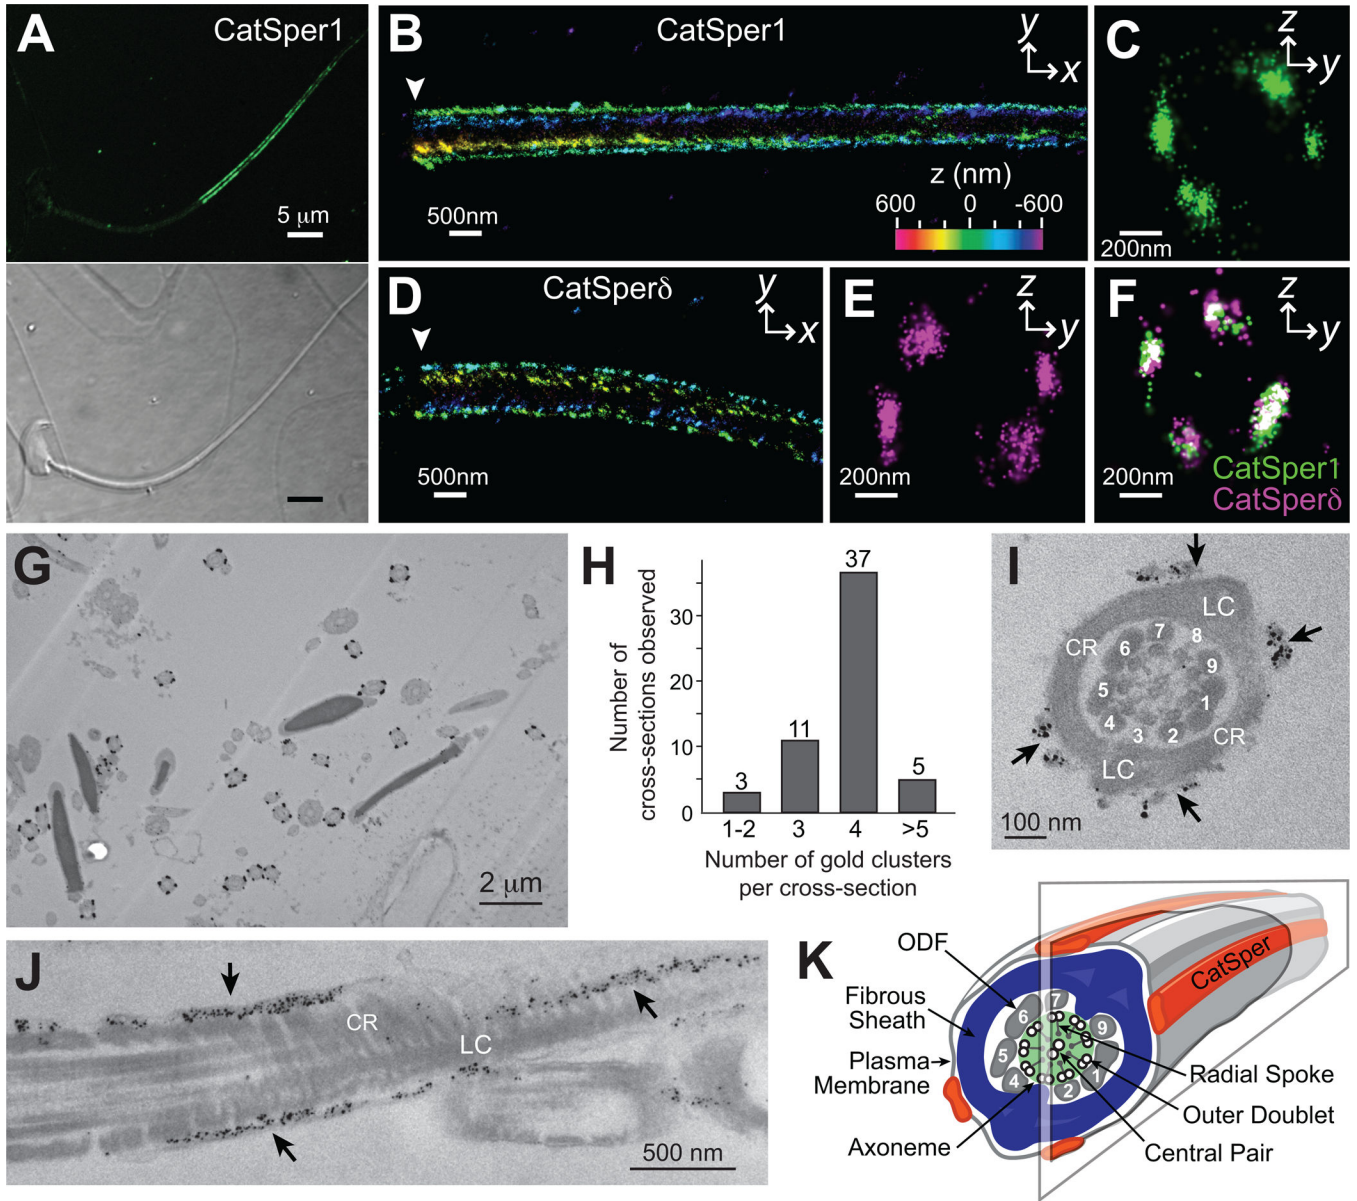 A
CatSper1
5 μm
B
CatSper1
y
x
z (nm)
600 0 -600
500nm
C
z
y
200nm
D
CatSperδ
y
x
500nm
E
z
y
200nm
F
z
y
200nm
CatSper1
CatSperδ
G
2 μm
H
Number of
cross-sections observed
30
20
10
0
3
11
37
5
1-2 3 4 >5
Number of gold clusters
per cross-section
I
LC
CR
7
8
6
9
5
1
4
3
2
CR
LC
100 nm
J
CR
LC
500 nm
K
ODF
Fibrous
Sheath
Plasma
Membrane
Axoneme
7
6
9
5
4
1
2
CatSper
Radial Spoke
Outer Doublet
Central Pair